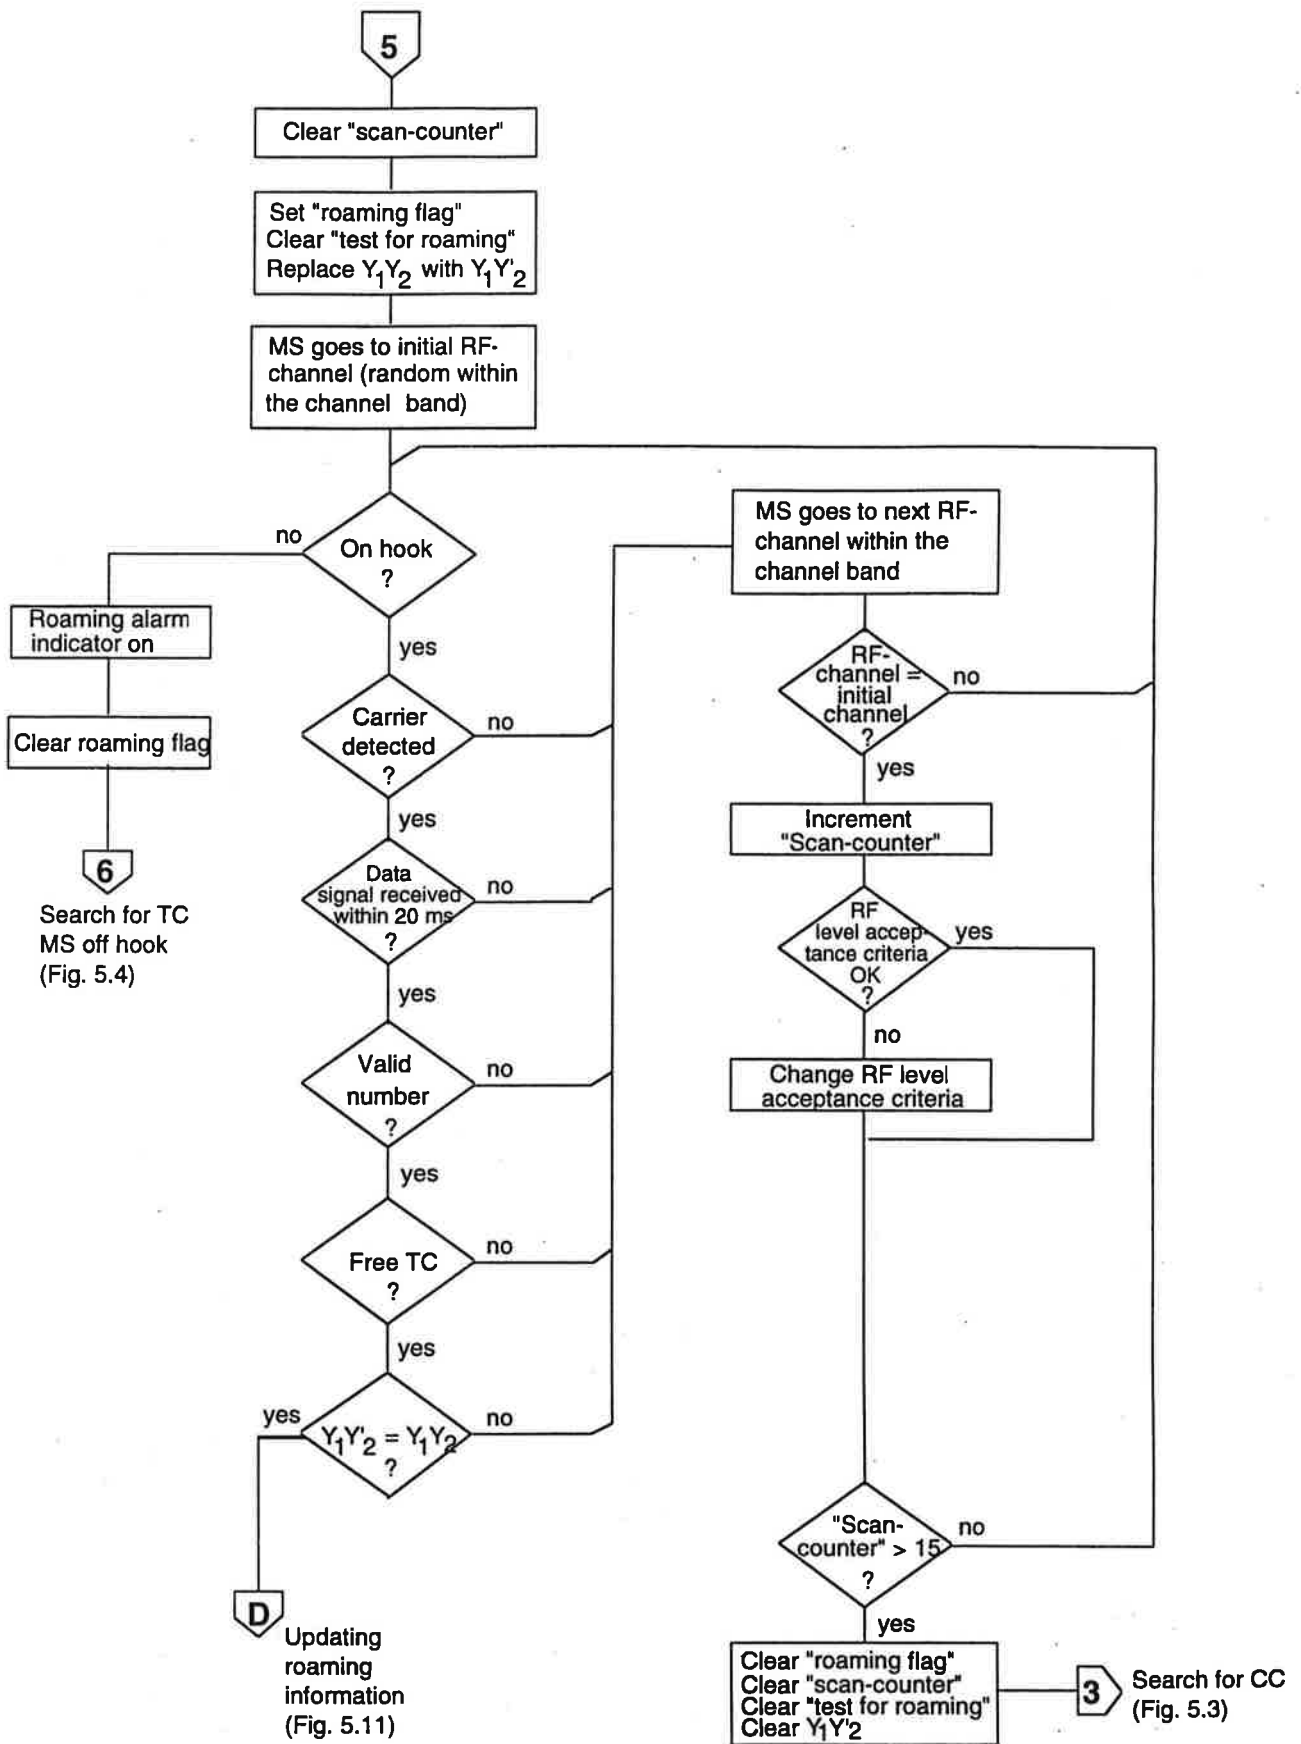 5
Clear "scan-counter"
Set "roaming flag"
Clear "test for roaming"
Replace Y₁Y₂ with Y₁Y'₂
MS goes to initial RF-
channel (random within
the channel band)
On hook
?
no
yes
Roaming alarm
indicator on
Clear roaming flag
6
Search for TC
MS off hook
(Fig. 5.4)
Carrier
detected
?
no
yes
Data
signal received
within 20 ms
?
no
yes
Valid
number
?
no
yes
Free TC
?
no
yes
Y₁Y'₂ = Y₁Y₂
?
yes
no
D
Updating
roaming
information
(Fig. 5.11)
MS goes to next RF-
channel within the
channel band
RF-
channel =
initial
channel
?
no
yes
Increment
"Scan-counter"
RF
level accep-
tance criteria
OK
?
yes
no
Change RF level
acceptance criteria
"Scan-
counter" > 15
?
no
yes
Clear "roaming flag"
Clear "scan-counter"
Clear "test for roaming"
Clear Y₁Y'₂
3
Search for CC
(Fig. 5.3)